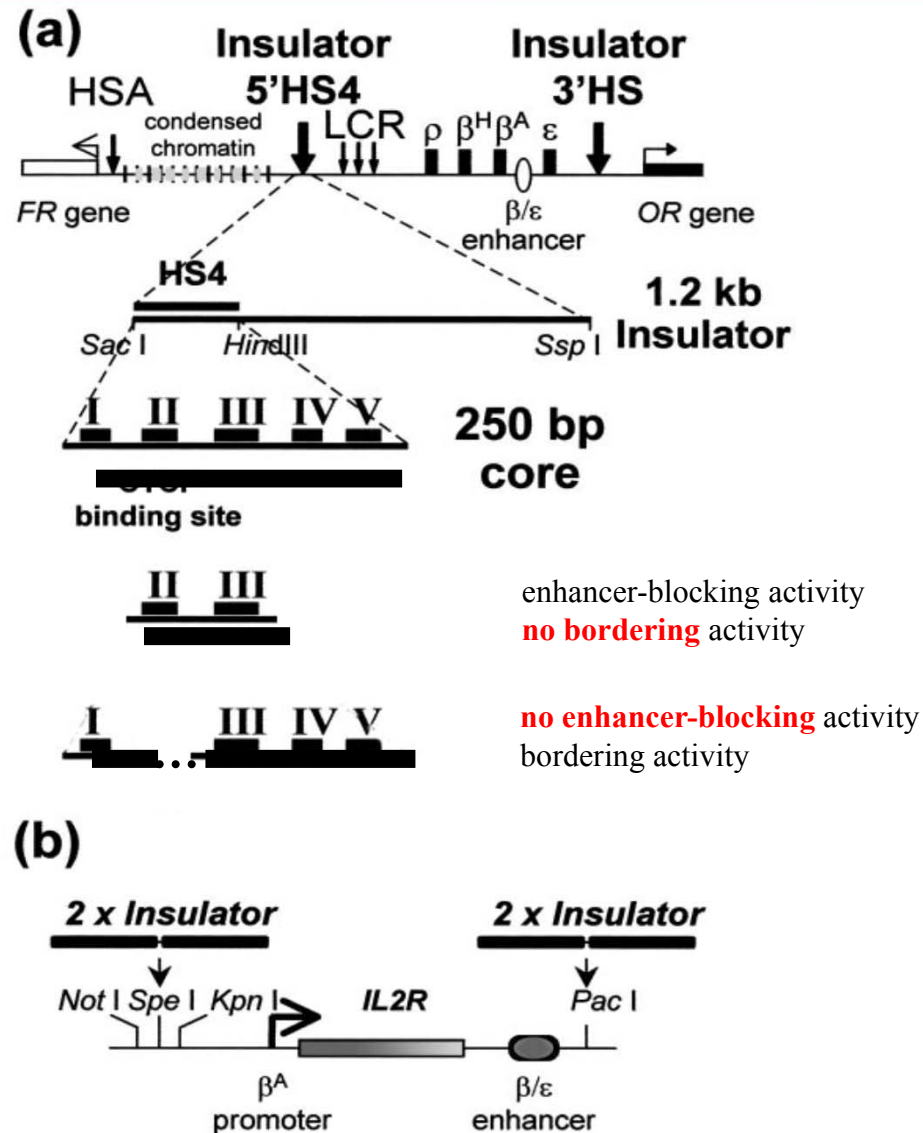 (a)
Insulator
5'HS4
Insulator
3'HS
HSA
condensed
chromatin
LCR
ρ β^H β^A ε
FR gene
β/ε
enhancer
OR gene
HS4
1.2 kb
Insulator
Sac I HindIII Ssp I
I II III IV V
250 bp
core
binding site
II III
enhancer-blocking activity
no bordering activity
I III IV V
no enhancer-blocking activity
bordering activity
...
(b)
2 x Insulator 2 x Insulator
Not I Spe I Kpn I IL2R Pac I
β^A
promoter
β/ε
enhancer